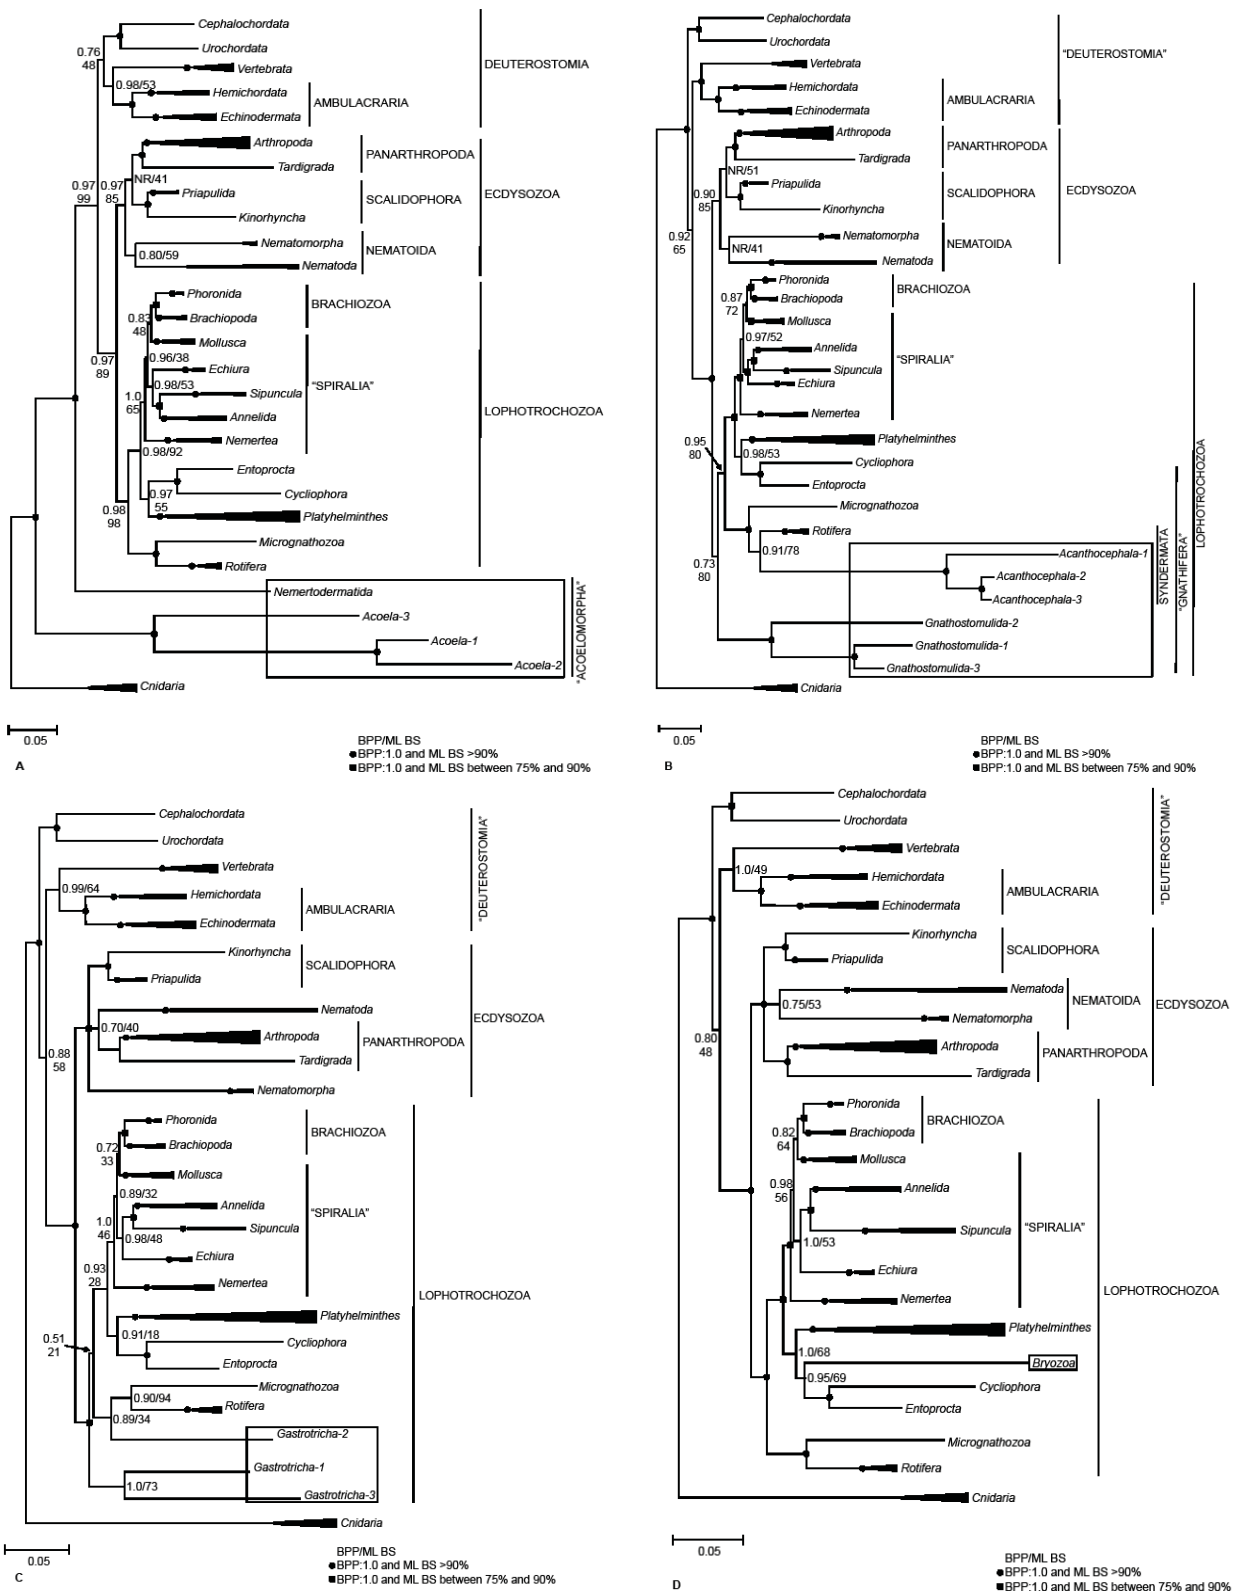 Cephalochordata
0.76
48
Urochordata
Vertebrata
DEUTEROSTOMIA
0.98/53
Hemichordata
AMBULACRARIA
Echinodermata
Arthropoda
PANARTHROPODA
Tardigrada
NR/41
0.97
99
0.97
85
Priapulida
SCALIDOPHORA
ECDYSOZOA
Kinorhyncha
Nematomorpha
NEMATOIDA
0.80/59
Nematoda
Phoronida
BRACHIOZOA
Brachiopoda
0.83
48
Mollusca
0.97
89
0.96/38
Echiura
"SPIRALIA"
0.98/53
Sipuncula
1.0
65
Annelida
LOPHOTROCHOZOA
Nemertea
0.98/92
Entoprocta
Cycliophora
0.97
55
0.98
98
Platyhelminthes
Micrognathozoa
Rotifera
Nemertodermatida
Acoela-3
Acoela-1
Acoela-2
"ACOELOMORPHA"
Cnidaria
0.05
BPP/ML BS
BPP:1.0 and ML BS >90%
BPP:1.0 and ML BS between 75% and 90%
A
Cephalochordata
Urochordata
"DEUTEROSTOMIA"
Vertebrata
Hemichordata
AMBULACRARIA
Echinodermata
Arthropoda
PANARTHROPODA
Tardigrada
NR/51
Priapulida
SCALIDOPHORA
ECDYSOZOA
0.90
85
Kinorhyncha
0.92
65
Nematomorpha
NEMATOIDA
NR/41
Nematoda
Phoronida
BRACHIOZOA
0.87
72
Brachiopoda
Mollusca
0.97/52
Annelida
"SPIRALIA"
Sipuncula
Echiura
Nemertea
0.95
80
Platyhelminthes
0.98/53
Cycliophora
Entoprocta
Micrognathozoa
Rotifera
0.91/78
0.73
80
Acanthocephala-1
Acanthocephala-2
Acanthocephala-3
Gnathostomulida-2
Gnathostomulida-1
Gnathostomulida-3
SYNDERMATA
"GNATHIFERA"
LOPHOTROCHOZOA
Cnidaria
0.05
BPP/ML BS
BPP:1.0 and ML BS >90%
BPP:1.0 and ML BS between 75% and 90%
B
Cephalochordata
Urochordata
"DEUTEROSTOMIA"
Vertebrata
0.99/64
Hemichordata
AMBULACRARIA
Echinodermata
Kinorhyncha
SCALIDOPHORA
Priapulida
Nematoda
ECDYSOZOA
0.70/40
Arthropoda
PANARTHROPODA
Tardigrada
0.88
58
Nematomorpha
Phoronida
BRACHIOZOA
Brachiopoda
0.72
33
Mollusca
0.89/32
Annelida
"SPIRALIA"
1.0
46
Sipuncula
0.98/48
Echiura
0.93
28
Nemertea
LOPHOTROCHOZOA
Platyhelminthes
0.51
21
0.91/18
Cycliophora
Entoprocta
Micrognathozoa
0.90/94
Rotifera
0.89/34
Gastrotricha-2
Gastrotricha-1
1.0/73
Gastrotricha-3
Cnidaria
0.05
BPP/ML BS
BPP:1.0 and ML BS >90%
BPP:1.0 and ML BS between 75% and 90%
C
Cephalochordata
Urochordata
"DEUTEROSTOMIA"
Vertebrata
1.0/49
Hemichordata
AMBULACRARIA
Echinodermata
Kinorhyncha
SCALIDOPHORA
Priapulida
Nematoda
NEMATOIDA
ECDYSOZOA
0.75/53
Nematomorpha
0.80
48
Arthropoda
PANARTHROPODA
Tardigrada
Phoronida
BRACHIOZOA
0.82
64
Brachiopoda
Mollusca
0.98
56
Annelida
Sipuncula
"SPIRALIA"
1.0/53
Echiura
LOPHOTROCHOZOA
Nemertea
Platyhelminthes
1.0/68
Bryozoa
0.95/69
Cycliophora
Entoprocta
Micrognathozoa
Rotifera
Cnidaria
0.05
BPP/ML BS
BPP:1.0 and ML BS >90%
BPP:1.0 and ML BS between 75% and 90%
D